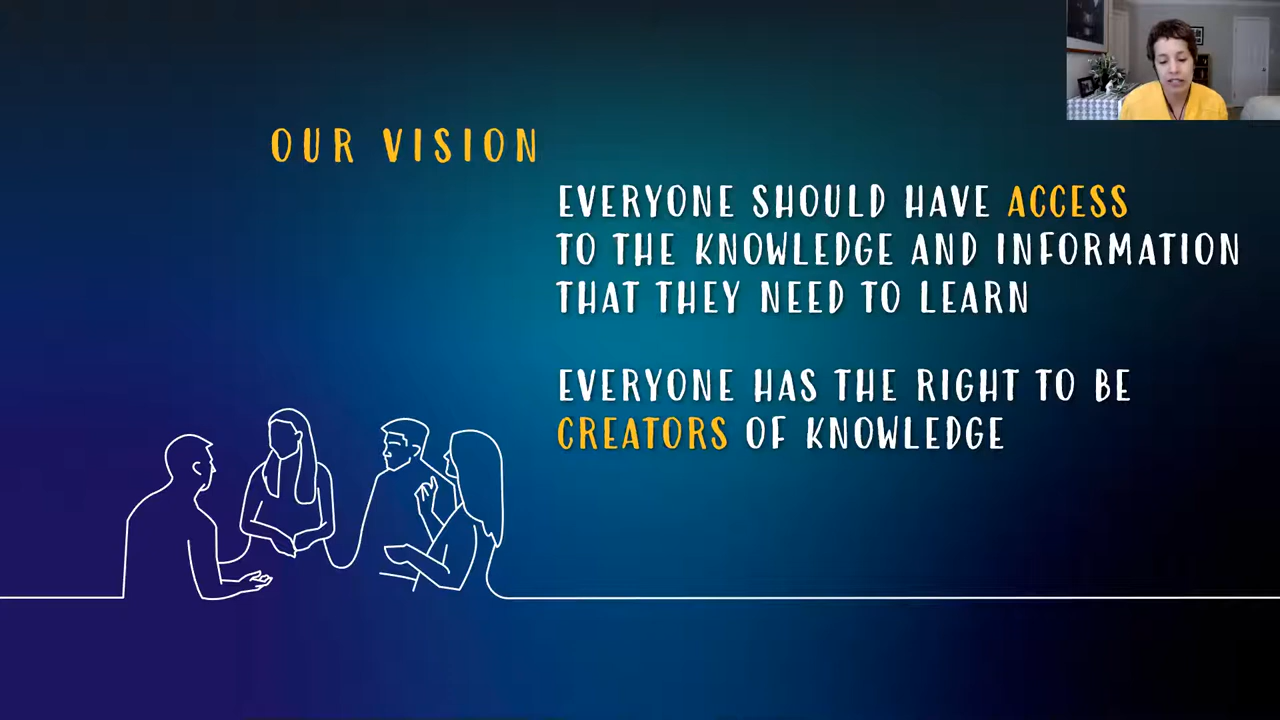 OUR VISION
EVERYONE SHOULD HAVE ACCESS
TO THE KNOWLEDGE AND INFORMATION
THAT THEY NEED TO LEARN
EVERYONE HAS THE RIGHT TO BE
CREATORS OF KNOWLEDGE